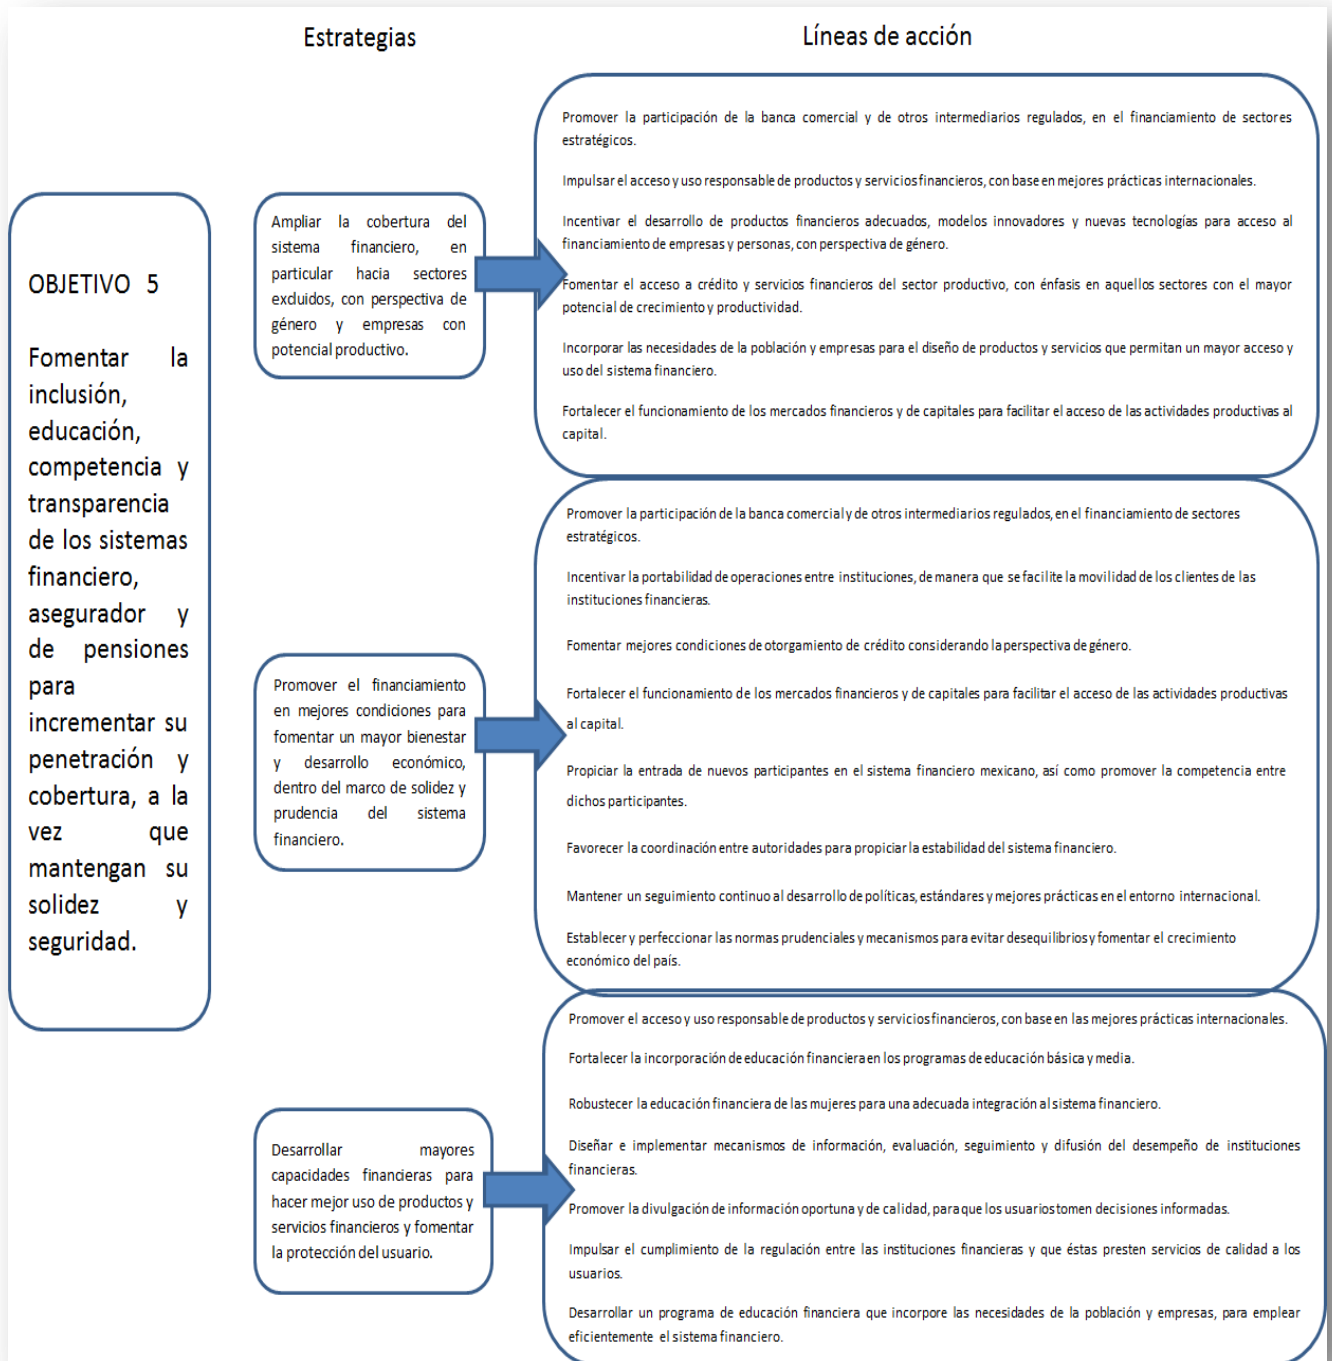 Estrategias
Líneas de acción
OBJETIVO 5
Fomentar la
inclusión,
educación,
competencia y
transparencia
de los sistemas
financiero,
asegurador y
de pensiones
para
incrementar su
penetración y
cobertura, a la
vez que
mantengan su
solidez y
seguridad.
Ampliar la cobertura del
sistema financiero, en
particular hacia sectores
excluidos, con perspectiva de
género y empresas con
potencial productivo.
Promover la participación de la banca comercial y de otros intermediarios regulados, en el financiamiento de sectores
estratégicos.
Impulsar el acceso y uso responsable de productos y servicios financieros, con base en mejores prácticas internacionales.
Incentivar el desarrollo de productos financieros adecuados, modelos innovadores y nuevas tecnologías para acceso al
financiamiento de empresas y personas, con perspectiva de género.
Fomentar el acceso a crédito y servicios financieros del sector productivo, con énfasis en aquellos sectores con el mayor
potencial de crecimiento y productividad.
Incorporar las necesidades de la población y empresas para el diseño de productos y servicios que permitan un mayor acceso y
uso del sistema financiero.
Fortalecer el funcionamiento de los mercados financieros y de capitales para facilitar el acceso de las actividades productivas al
capital.
Promover el financiamiento
en mejores condiciones para
fomentar un mayor bienestar
y desarrollo económico,
dentro del marco de solidez y
prudencia del sistema
financiero.
Promover la participación de la banca comercial y de otros intermediarios regulados, en el financiamiento de sectores
estratégicos.
Incentivar la portabilidad de operaciones entre instituciones, de manera que se facilite la movilidad de los clientes de las
instituciones financieras.
Fomentar mejores condiciones de otorgamiento de crédito considerando la perspectiva de género.
Fortalecer el funcionamiento de los mercados financieros y de capitales para facilitar el acceso de las actividades productivas
al capital.
Propiciar la entrada de nuevos participantes en el sistema financiero mexicano, así como promover la competencia entre
dichos participantes.
Favorecer la coordinación entre autoridades para propiciar la estabilidad del sistema financiero.
Mantener un seguimiento continuo al desarrollo de políticas, estándares y mejores prácticas en el entorno internacional.
Establecer y perfeccionar las normas prudenciales y mecanismos para evitar desequilibrios y fomentar el crecimiento
económico del país.
Desarrollar mayores
capacidades financieras para
hacer mejor uso de productos y
servicios financieros y fomentar
la protección del usuario.
Promover el acceso y uso responsable de productos y servicios financieros, con base en las mejores prácticas internacionales.
Fortalecer la incorporación de educación financiera en los programas de educación básica y media.
Robustecer la educación financiera de las mujeres para una adecuada integración al sistema financiero.
Diseñar e implementar mecanismos de información, evaluación, seguimiento y difusión del desempeño de instituciones
financieras.
Promover la divulgación de información oportuna y de calidad, para que los usuarios tomen decisiones informadas.
Impulsar el cumplimiento de la regulación entre las instituciones financieras y que éstas presten servicios de calidad a los
usuarios.
Desarrollar un programa de educación financiera que incorpore las necesidades de la población y empresas, para emplear
eficientemente el sistema financiero.